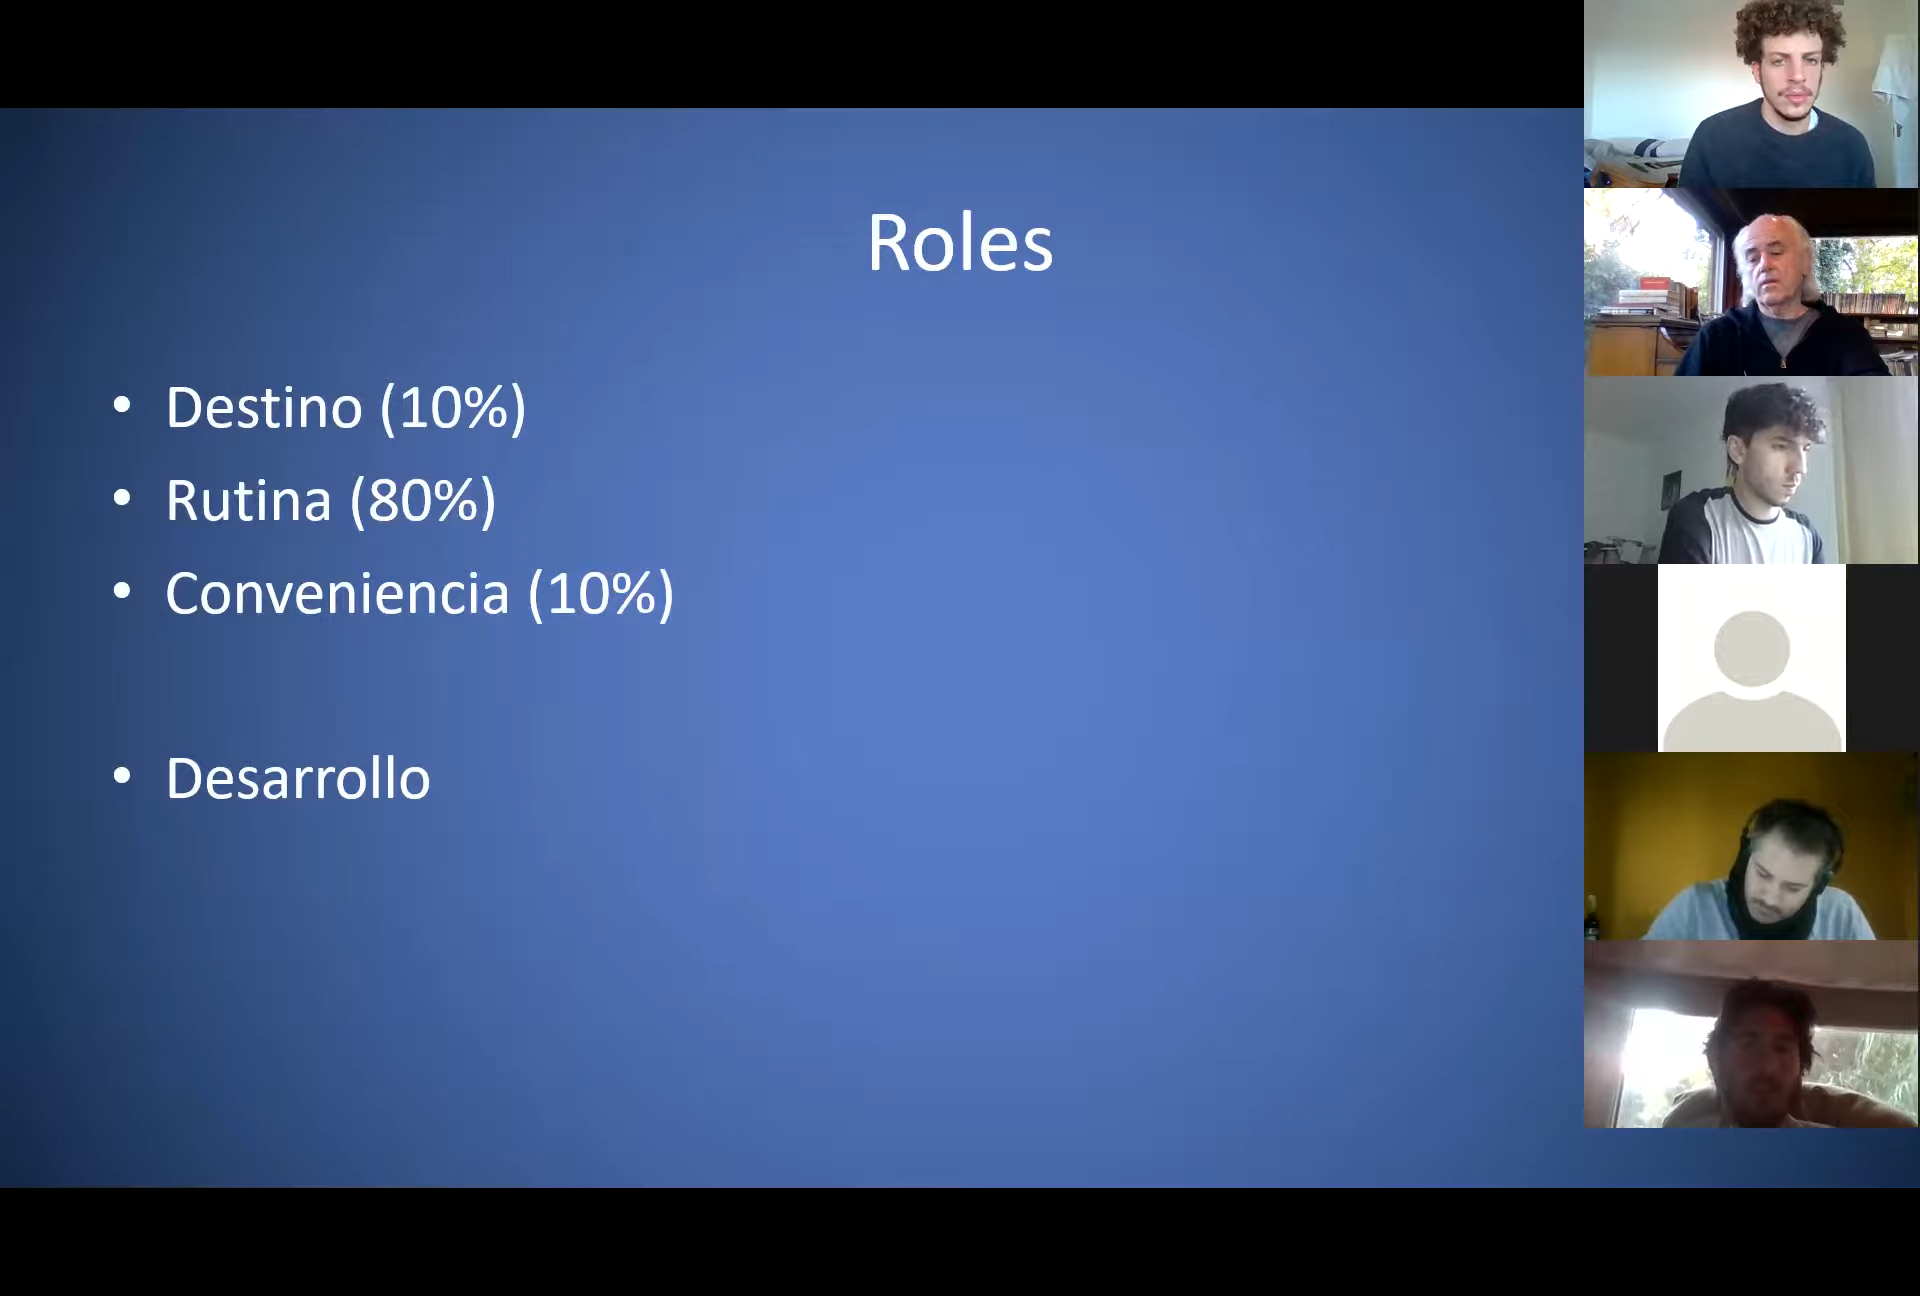 Roles
• Destino (10%)
• Rutina (80%)
• Conveniencia (10%)
• Desarrollo